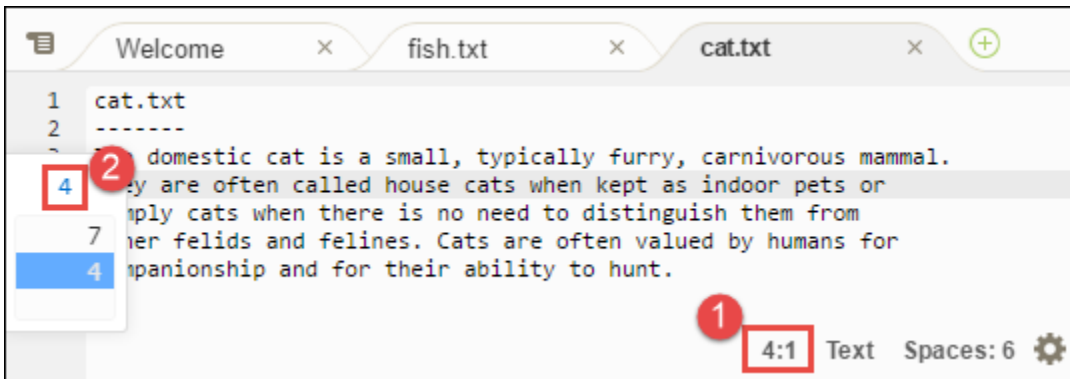 Welcome × fish.txt × cat.txt × +
1 cat.txt
2 -------
domestic cat is a small, typically furry, carnivorous mammal.
2
4 are often called house cats when kept as indoor pets or
cats when there is no need to distinguish them from
7 felids and felines. Cats are often valued by humans for
4 and for their ability to hunt.
1
4:1 Text Spaces: 6